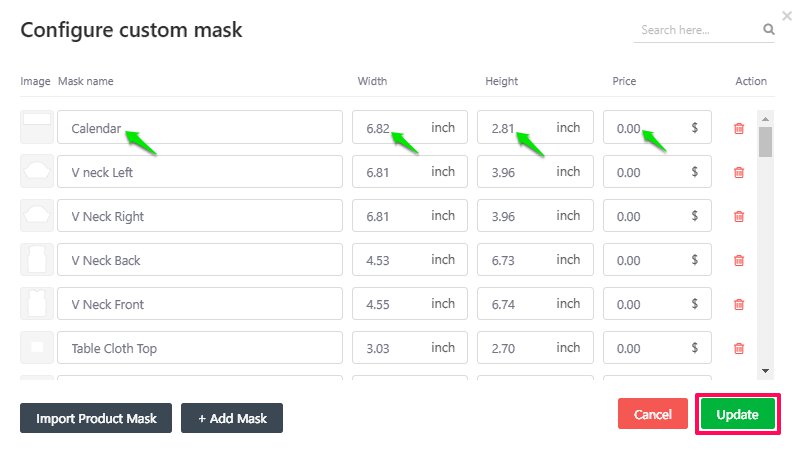 Configure custom mask
Search here...
Image Mask name Width Height Price Action
Calendar 6.82 inch 2.81 inch 0.00 $
V neck Left 6.81 inch 3.96 inch 0.00 $
V Neck Right 6.81 inch 3.96 inch 0.00 $
V Neck Back 4.53 inch 6.73 inch 0.00 $
V Neck Front 4.55 inch 6.74 inch 0.00 $
Table Cloth Top 3.03 inch 2.70 inch 0.00 $
Import Product Mask + Add Mask Cancel Update